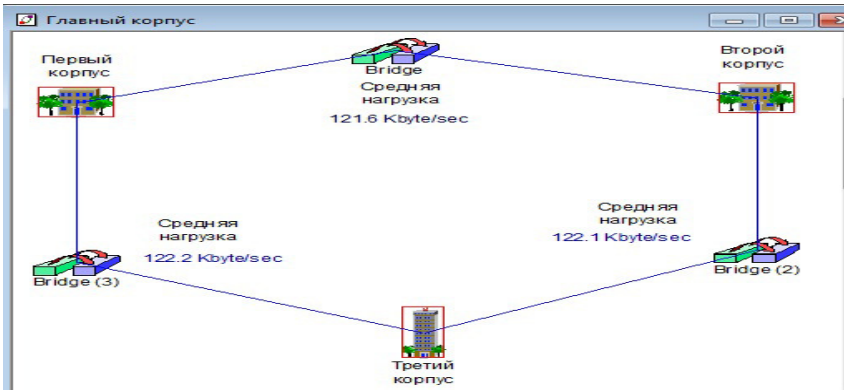 Главный корпус
Первый
корпус
Bridge
Второй
корпус
Средняя
нагрузка
121.6 Kbyte/sec
Средняя
нагрузка
122.2 Kbyte/sec
Bridge (3)
Средняя
нагрузка
122.1 Kbyte/sec
Bridge (2)
Третий
корпус